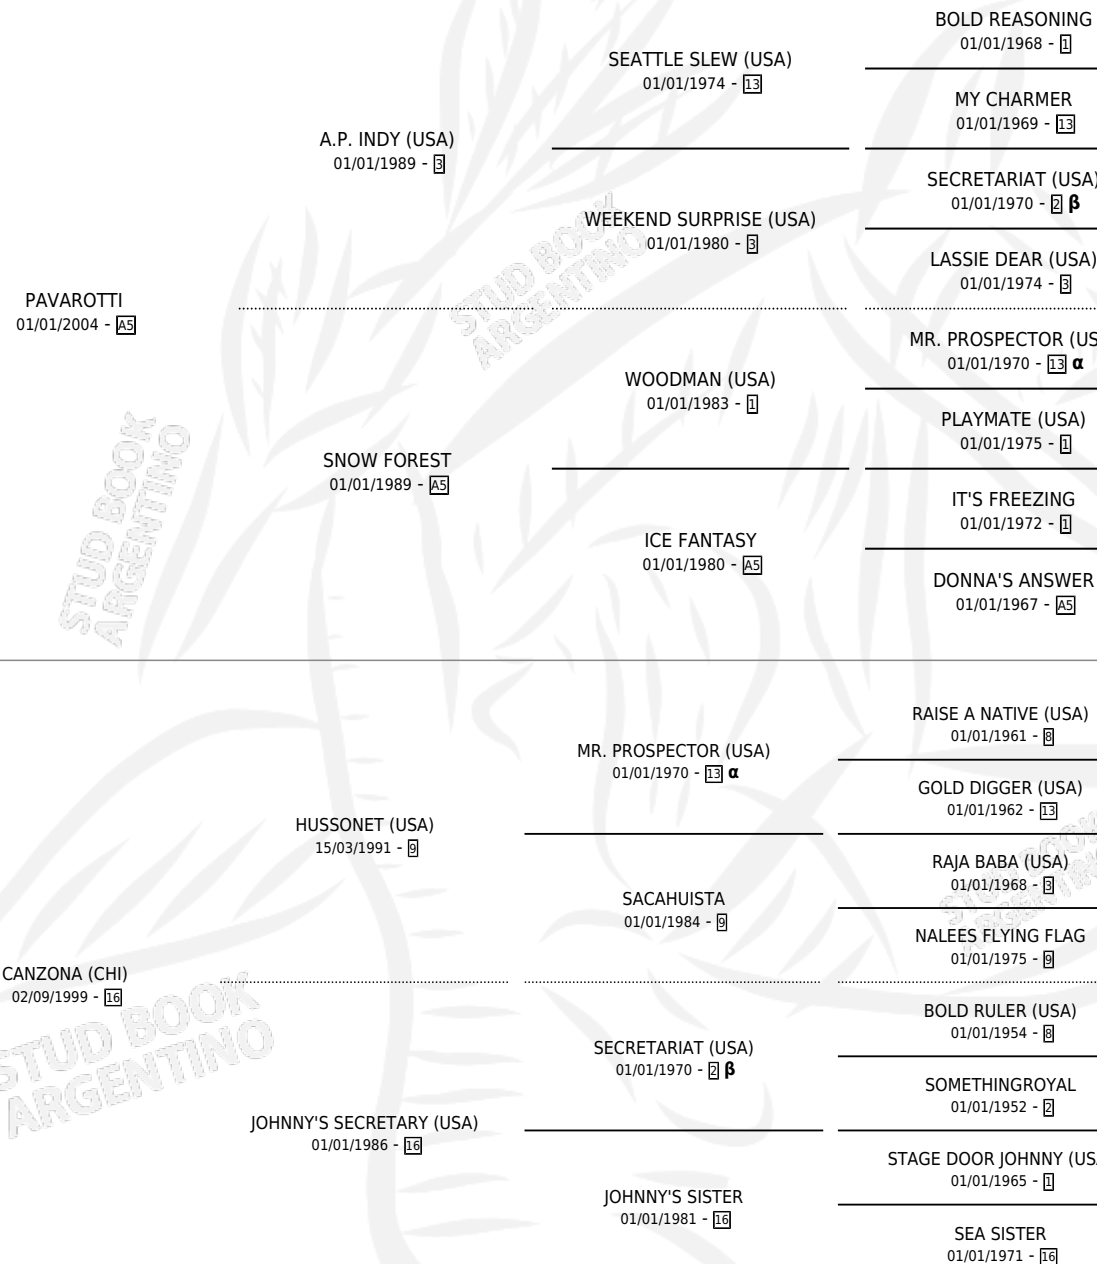 BOLD REASONING
01/01/1968 - 1
SEATTLE SLEW (USA)
01/01/1974 - 13
MY CHARMER
01/01/1969 - 13
A.P. INDY (USA)
01/01/1989 - 3
SECRETARIAT (USA)
01/01/1970 - 2 β
WEEKEND SURPRISE (USA)
01/01/1980 - 3
LASSIE DEAR (USA)
01/01/1974 - 3
PAVAROTTI
01/01/2004 - A5
MR. PROSPECTOR (US
01/01/1970 - 13 α
WOODMAN (USA)
01/01/1983 - 1
PLAYMATE (USA)
01/01/1975 - 1
SNOW FOREST
01/01/1989 - A5
IT'S FREEZING
01/01/1972 - 1
ICE FANTASY
01/01/1980 - A5
DONNA'S ANSWER
01/01/1967 - A5
RAISE A NATIVE (USA)
01/01/1961 - 8
MR. PROSPECTOR (USA)
01/01/1970 - 13 α
GOLD DIGGER (USA)
01/01/1962 - 13
HUSSONET (USA)
15/03/1991 - 9
RAJA BABA (USA)
01/01/1968 - 3
SACAHUISTA
01/01/1984 - 9
NALEES FLYING FLAG
01/01/1975 - 9
CANZONA (CHI)
02/09/1999 - 16
BOLD RULER (USA)
01/01/1954 - 8
SECRETARIAT (USA)
01/01/1970 - 2 β
SOMETHINGROYAL
01/01/1952 - 2
JOHNNY'S SECRETARY (USA)
01/01/1986 - 16
STAGE DOOR JOHNNY (US
01/01/1965 - 1
JOHNNY'S SISTER
01/01/1981 - 16
SEA SISTER
01/01/1971 - 16
STUD BOOK
ARGENTINO
STUD BOOK
ARGENTINO
STUD BOOK
ARGENTINO